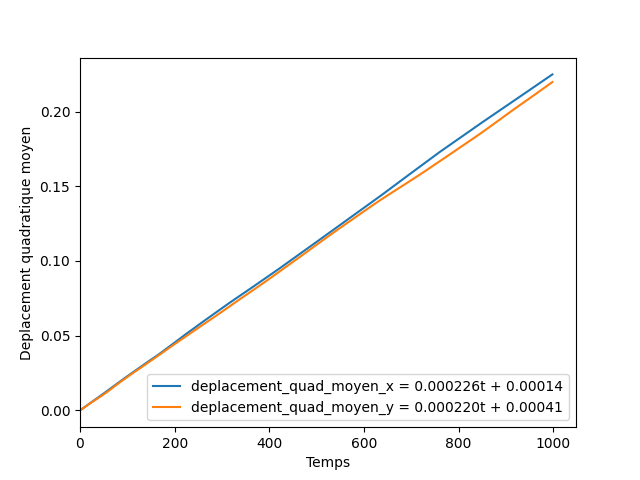 0.20
0.15
0.10
0.05
0.00
Deplacement quadratique moyen
deplacement_quad_moyen_x = 0.000226t + 0.00014
deplacement_quad_moyen_y = 0.000220t + 0.00041
0 200 400 600 800 1000
Temps